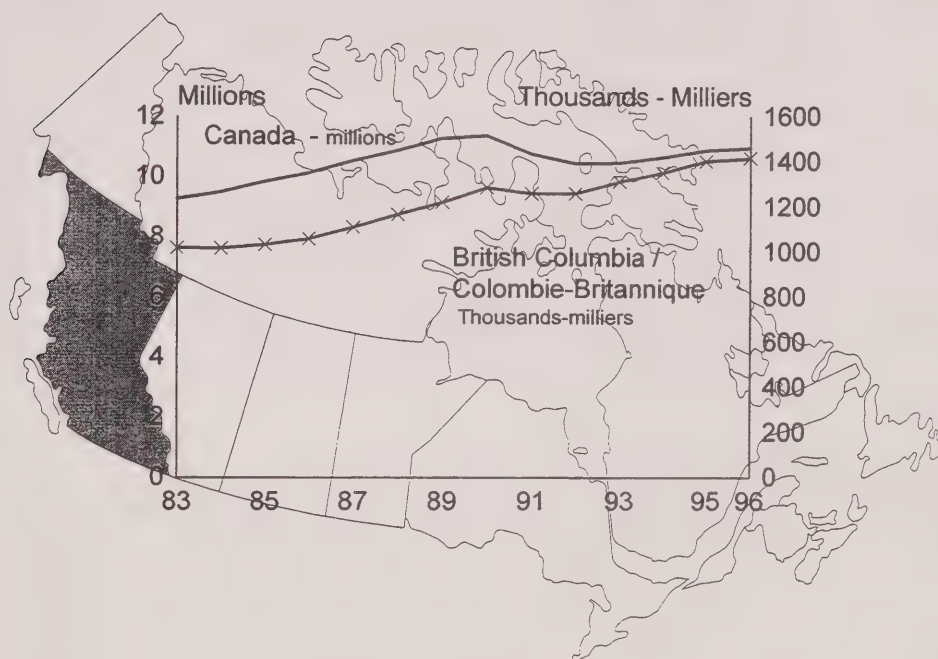 Millions
Thousands - Milliers
12
1600
Canada - millions
10
1400
1200
8
1000
British Columbia /
Colombie-Britannique
Thousands-milliers
6
800
4
600
400
2
200
0
0
83 85 87 89 91 93 95 96